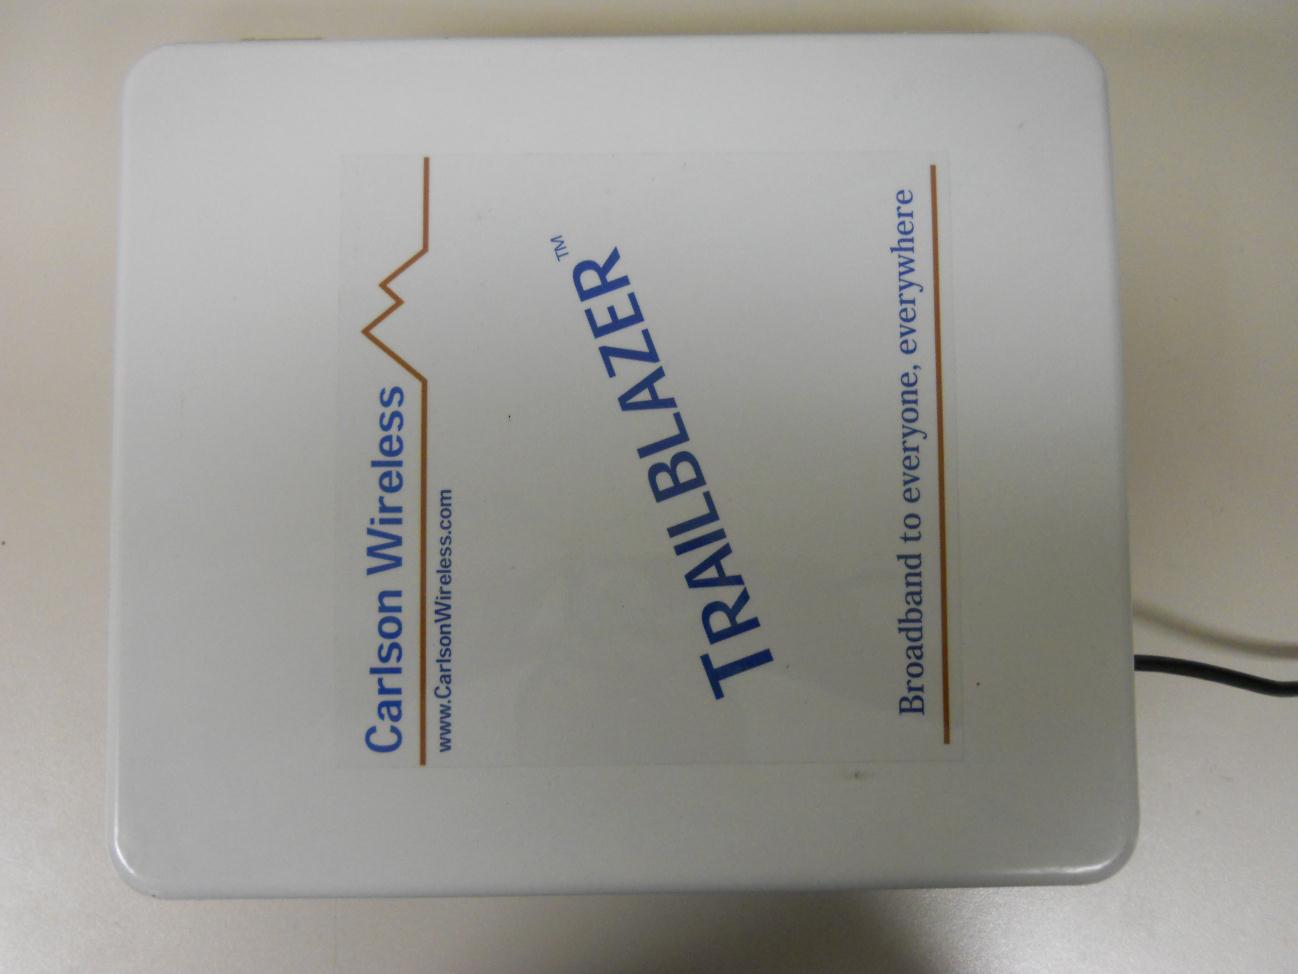 Carlson Wireless
www.CarlsonWireless.com
TRAILBLAZER™
Broadband to everyone, everywhere